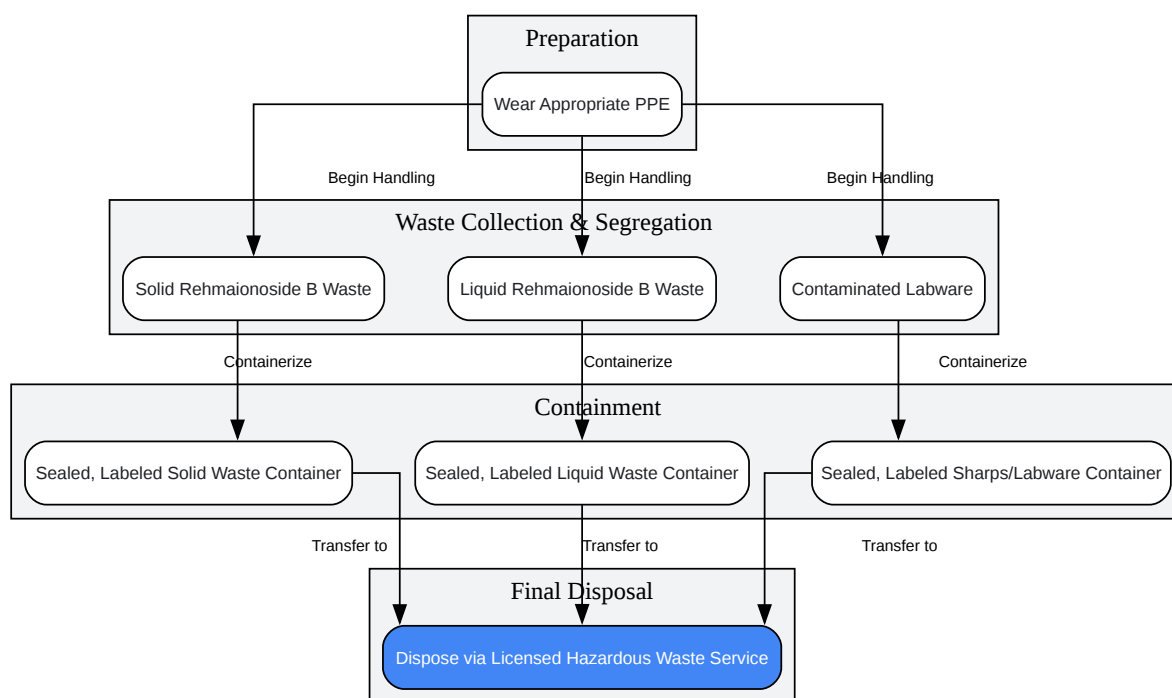 Preparation
Wear Appropriate PPE
Begin Handling
Begin Handling
Begin Handling
Waste Collection & Segregation
Solid Rehmaionoside B Waste
Liquid Rehmaionoside B Waste
Contaminated Labware
Containerize
Containerize
Containerize
Containment
Sealed, Labeled Solid Waste Container
Sealed, Labeled Liquid Waste Container
Sealed, Labeled Sharps/Labware Container
Transfer to
Transfer to
Transfer to
Final Disposal
Dispose via Licensed Hazardous Waste Service